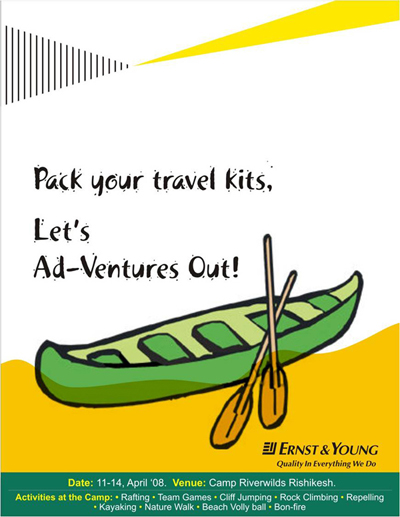 Pack your travel kits,
Let's
Ad-Ventures Out!
ERNST & YOUNG
Quality In Everything We Do
Date: 11-14, April '08. Venue: Camp Riverwilds Rishikesh.
Activities at the Camp: • Rafting • Team Games • Cliff Jumping • Rock Climbing • Repelling
• Kayaking • Nature Walk • Beach Volly ball • Bon-fire